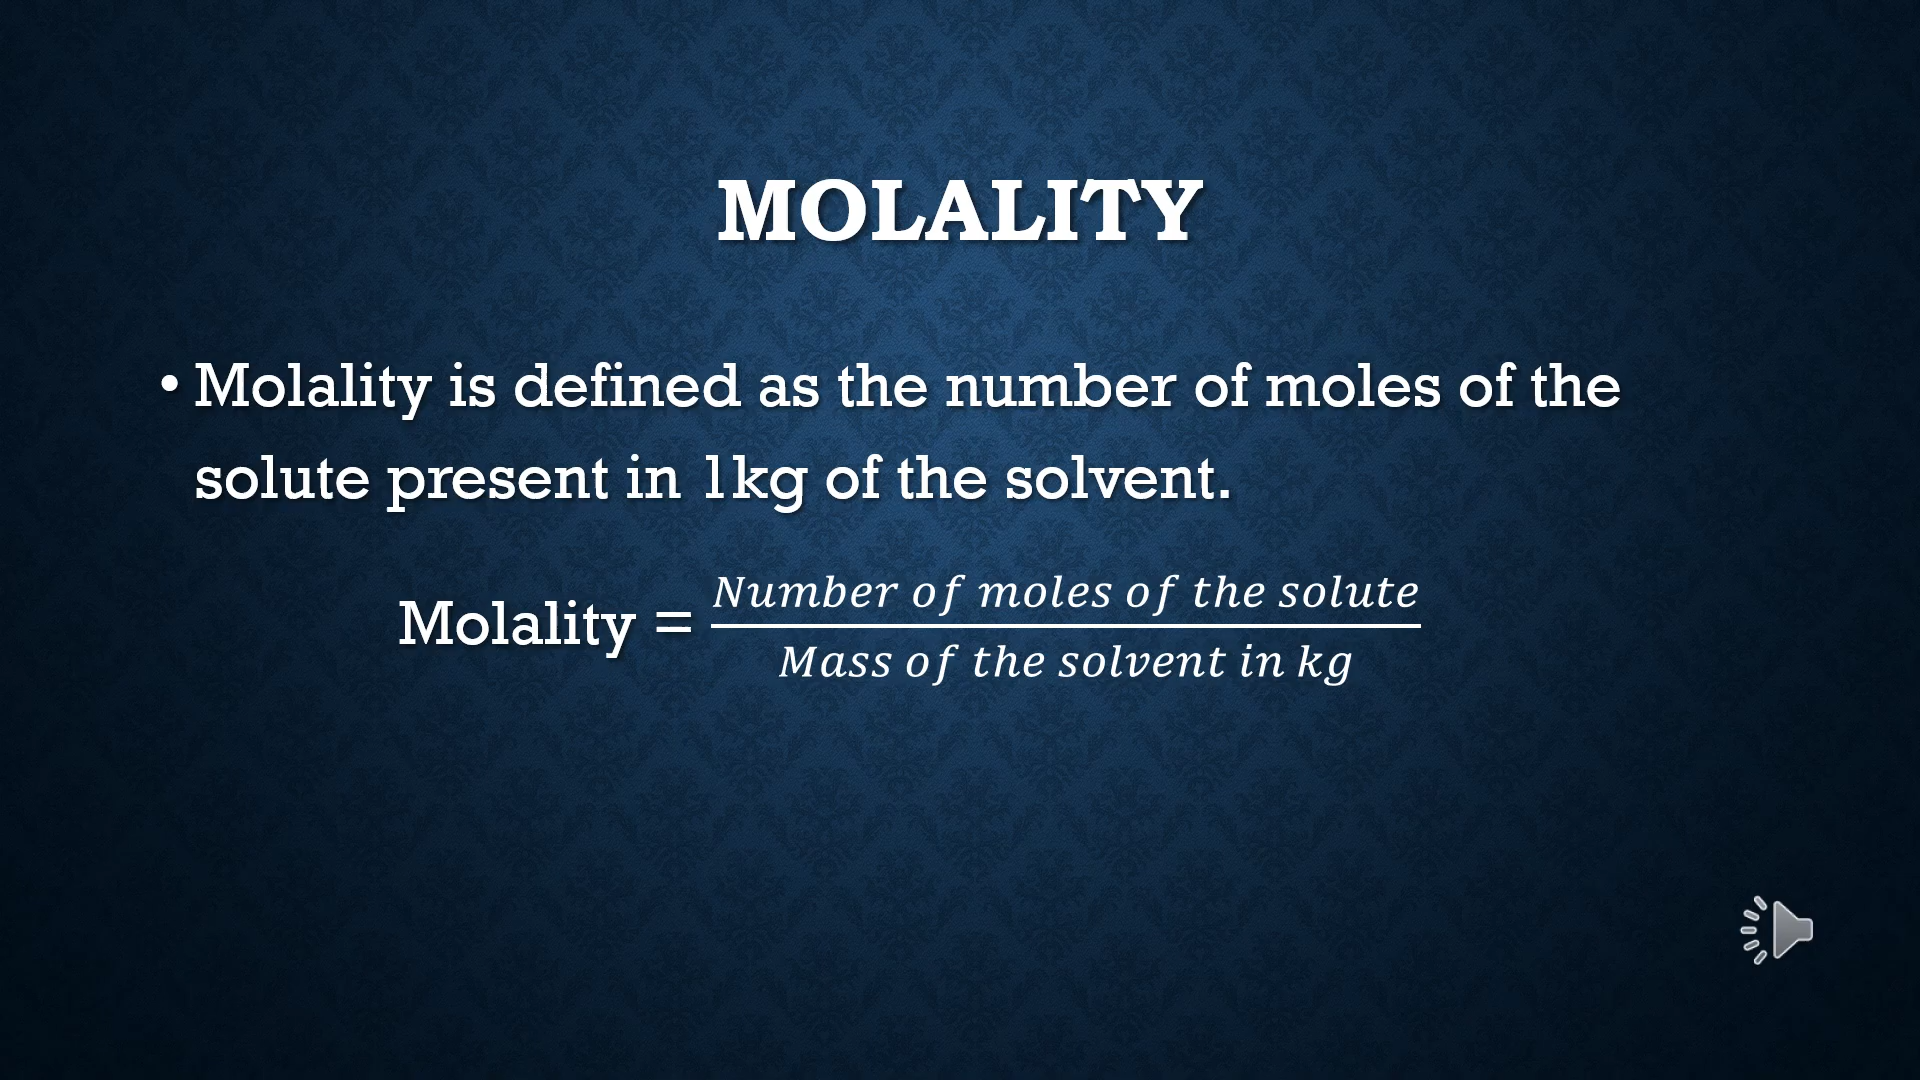 MOLALITY
• Molality is defined as the number of moles of the
solute present in 1kg of the solvent.
Molality = \frac{Number of moles of the solute}{Mass of the solvent in kg}